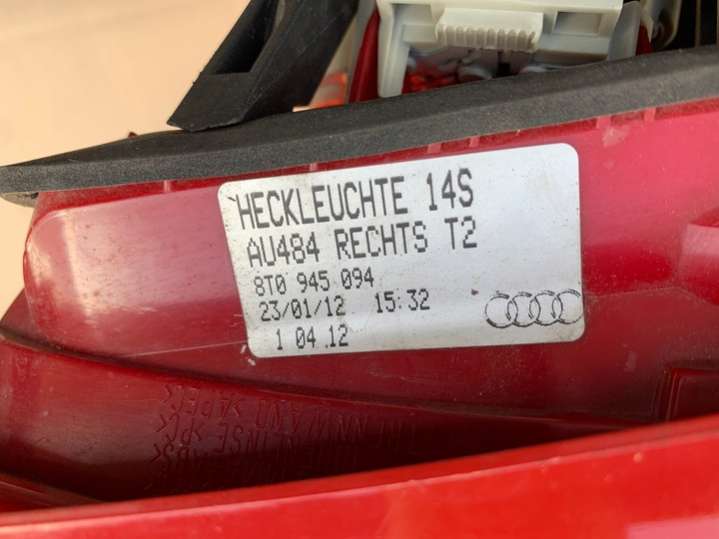 HECKLEUCHTE 14S
AU484 RECHTS T2
8T0 945 094
23/01/12 15:32
1 04.12